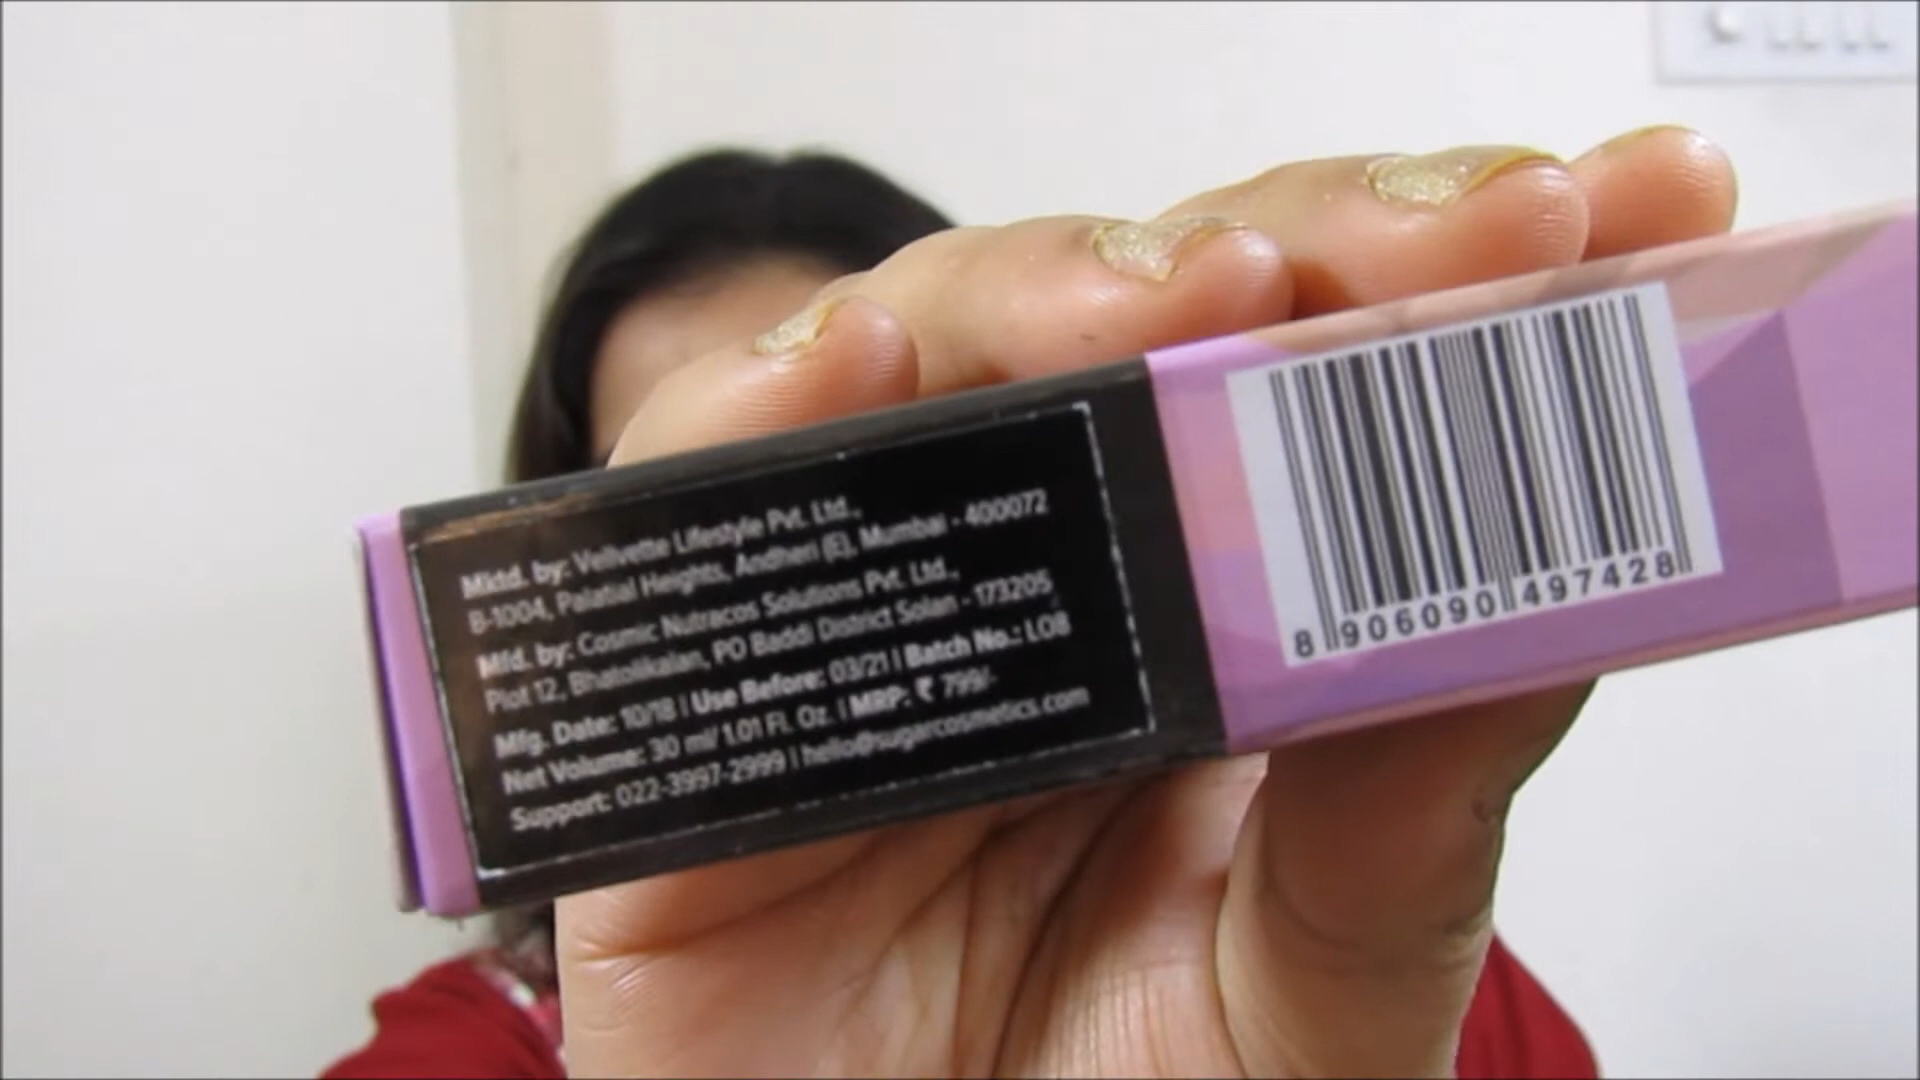 Mktd. by: Vellvette Lifestyle Pvt. Ltd.,
B-1004, Palatial Heights, Andheri (E), Mumbai - 400072
Mfd. by: Cosmic Nutracos Solutions Pvt. Ltd.,
Plot 12, Bhatolikalan, PO Baddi District Solan - 173205
Mfg. Date: 10/18 | Use Before: 03/21 | Batch No.: L08
Net Volume: 30 ml/ 1.01 Fl. Oz. | MRP: ₹ 799/-
Support: 022-3997-2999 | hello@sugarcosmetics.com
8 906090 497428